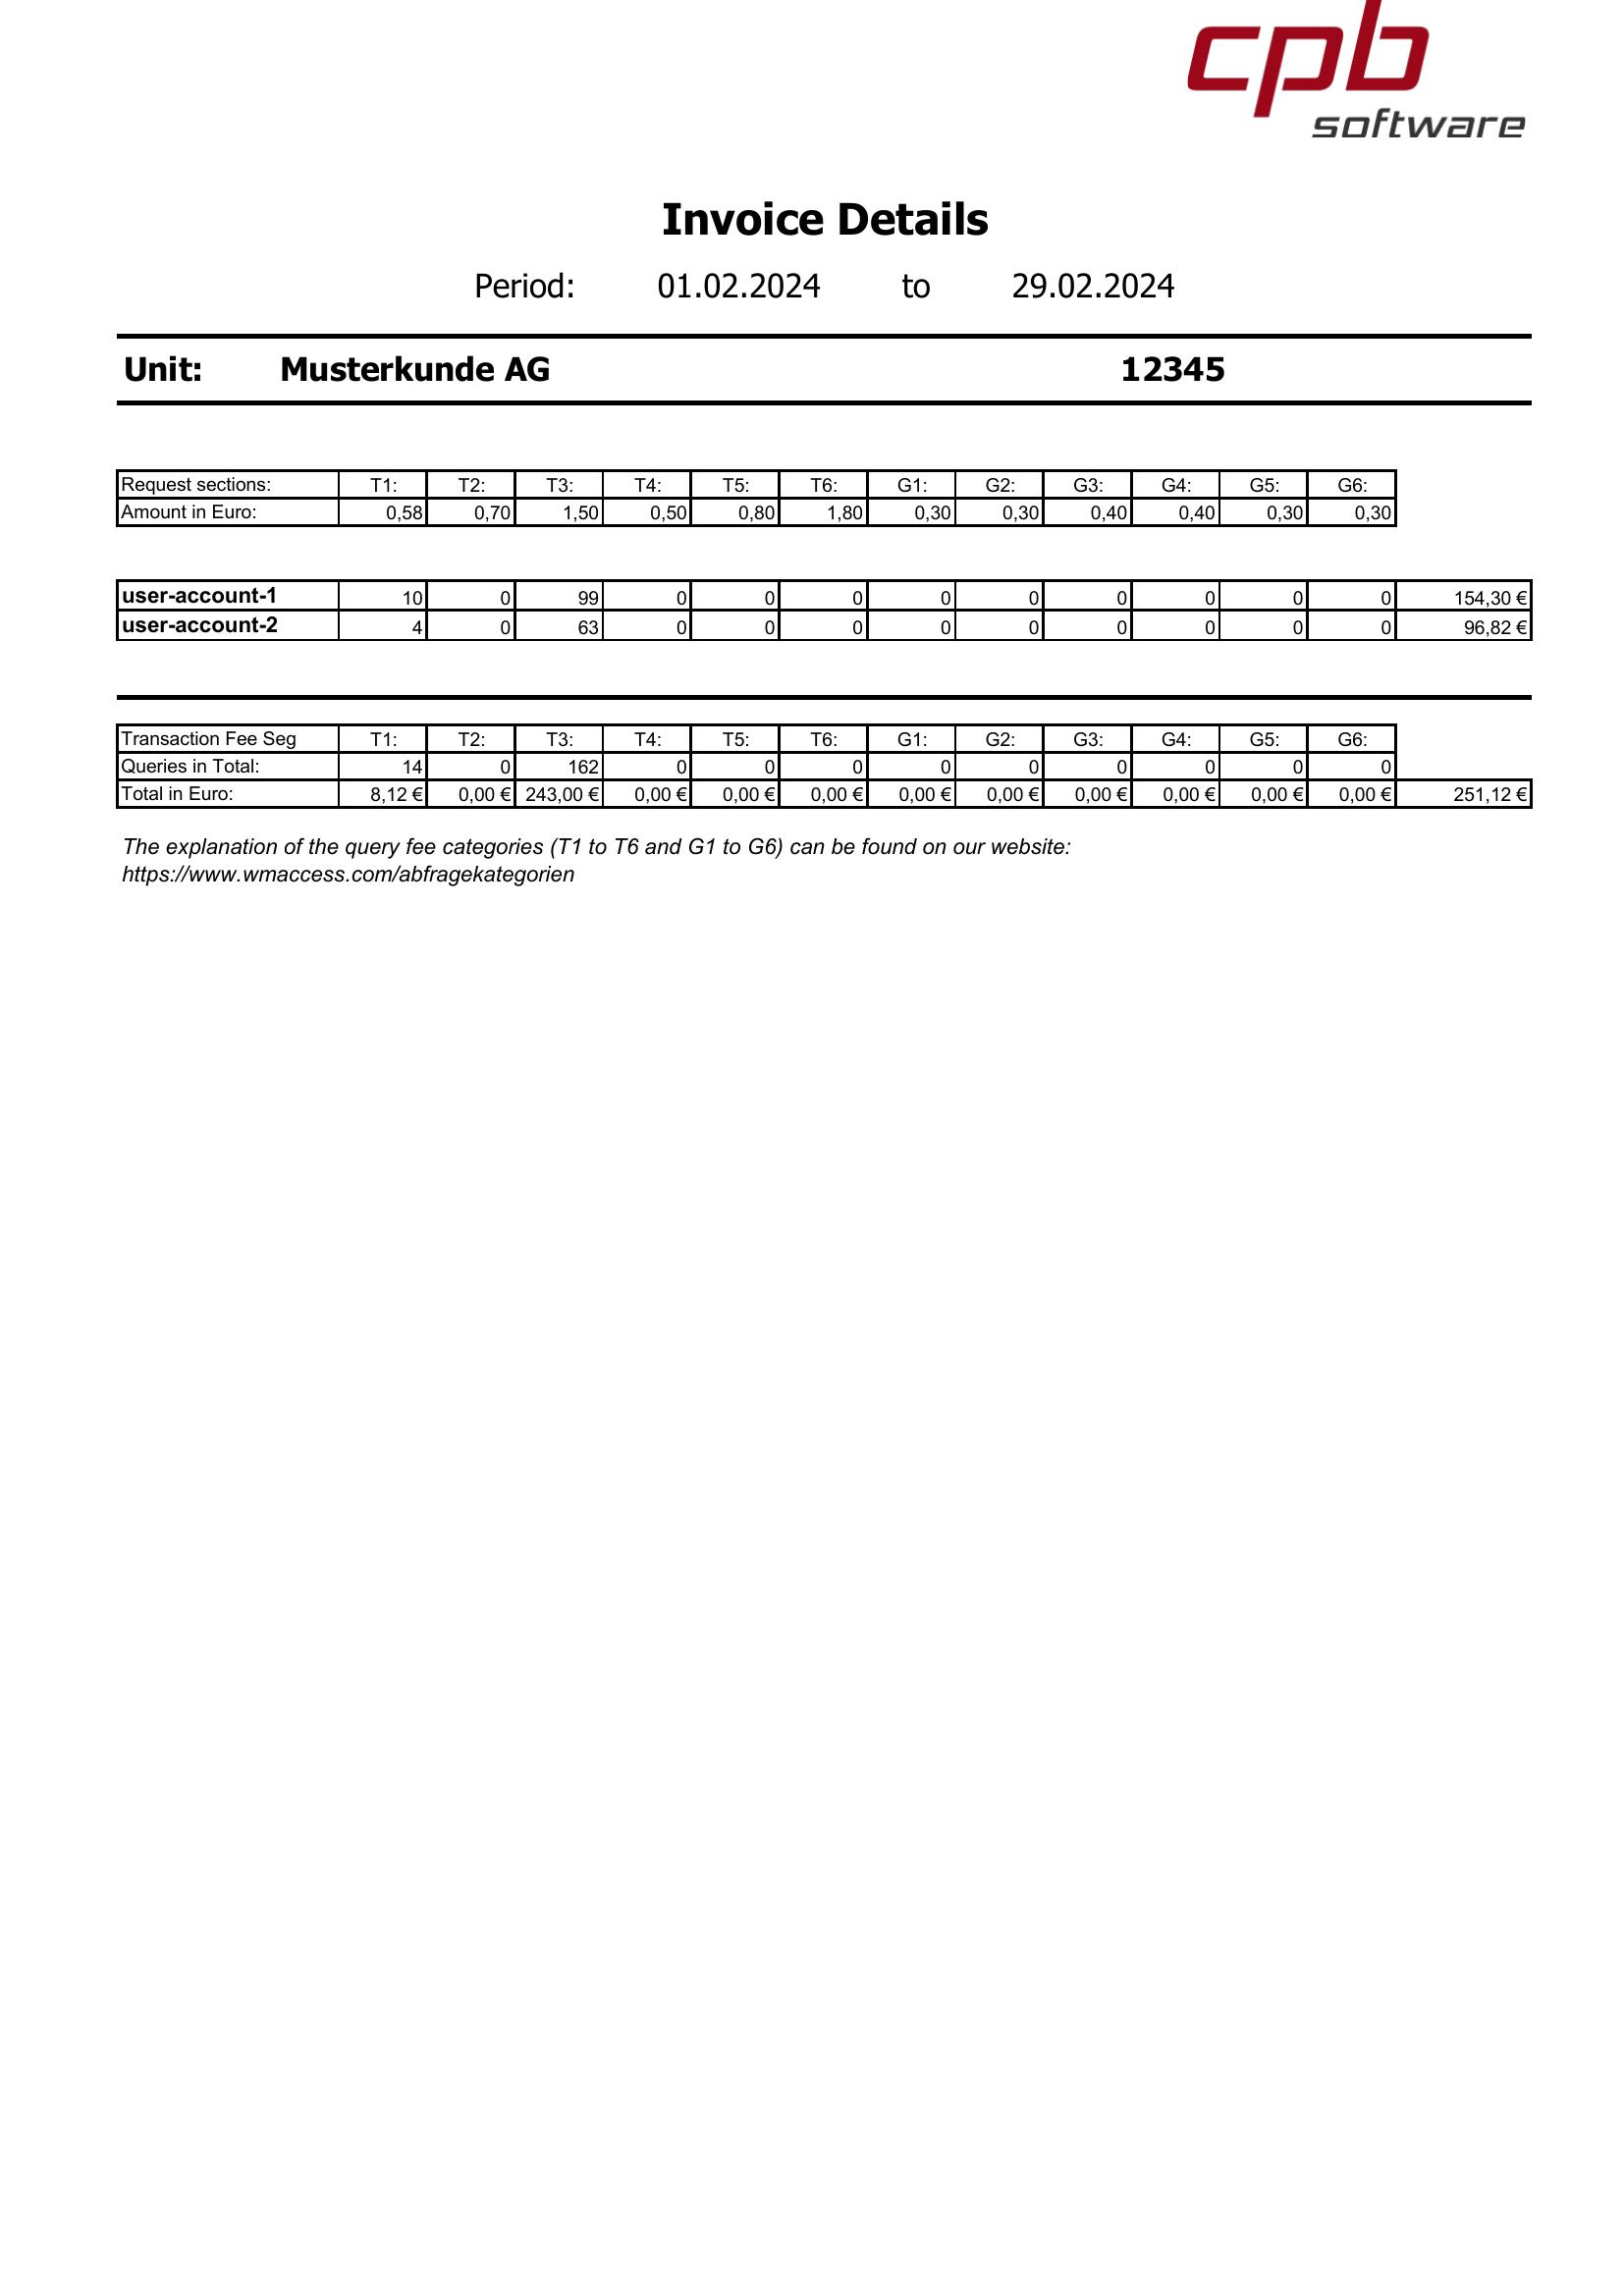 cpb
software
Invoice Details
Period: 01.02.2024 to 29.02.2024
Unit: Musterkunde AG 12345
Request sections: T1: T2: T3: T4: T5: T6: G1: G2: G3: G4: G5: G6:
Amount in Euro: 0,58 0,70 1,50 0,50 0,80 1,80 0,30 0,30 0,40 0,40 0,30 0,30
user-account-1 10 0 99 0 0 0 0 0 0 0 0 0 154,30 €
user-account-2 4 0 63 0 0 0 0 0 0 0 0 0 96,82 €
Transaction Fee Seg T1: T2: T3: T4: T5: T6: G1: G2: G3: G4: G5: G6:
Queries in Total: 14 0 162 0 0 0 0 0 0 0 0 0
Total in Euro: 8,12 € 0,00 € 243,00 € 0,00 € 0,00 € 0,00 € 0,00 € 0,00 € 0,00 € 0,00 € 0,00 € 0,00 € 251,12 €
The explanation of the query fee categories (T1 to T6 and G1 to G6) can be found on our website:
https://www.wmaccess.com/abfragekategorien